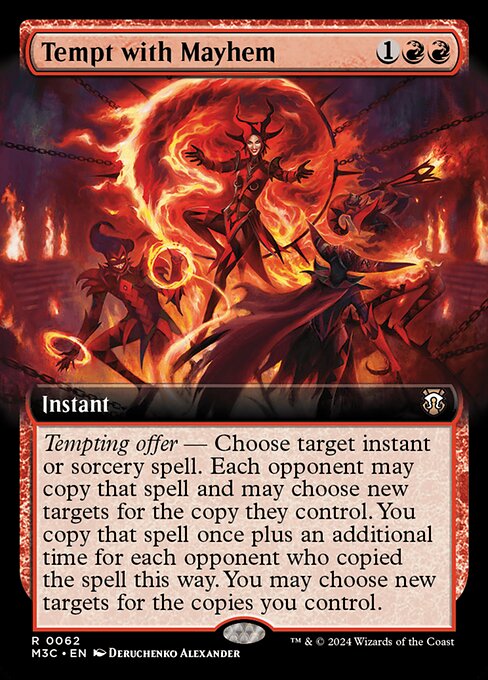 Tempt with Mayhem 1
Instant
Tempting offer — Choose target instant
or sorcery spell. Each opponent may
copy that spell and may choose new
targets for the copy they control. You
copy that spell once plus an additional
time for each opponent who copied
the spell this way. You may choose new
targets for the copies you control.
R 0062
M3C • EN Deruchenko Alexander
™ & © 2024 Wizards of the Coast